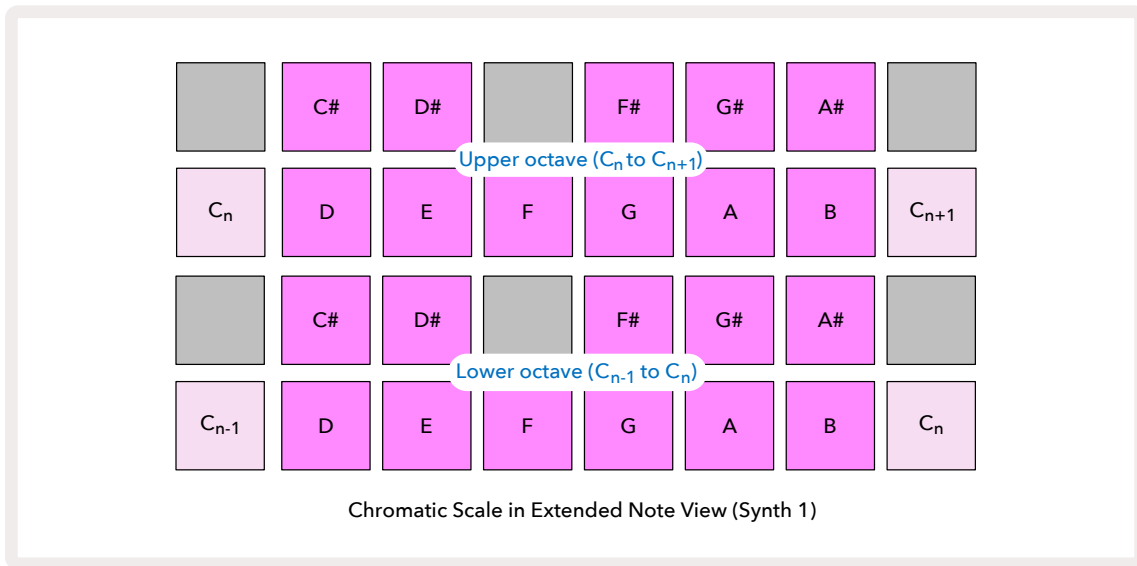 C# D# F# G# A#
Upper octave (Cn to Cn+1)
Cn D E F G A B Cn+1
C# D# F# G# A#
Lower octave (Cn-1 to Cn)
Cn-1 D E F G A B Cn
Chromatic Scale in Extended Note View (Synth 1)